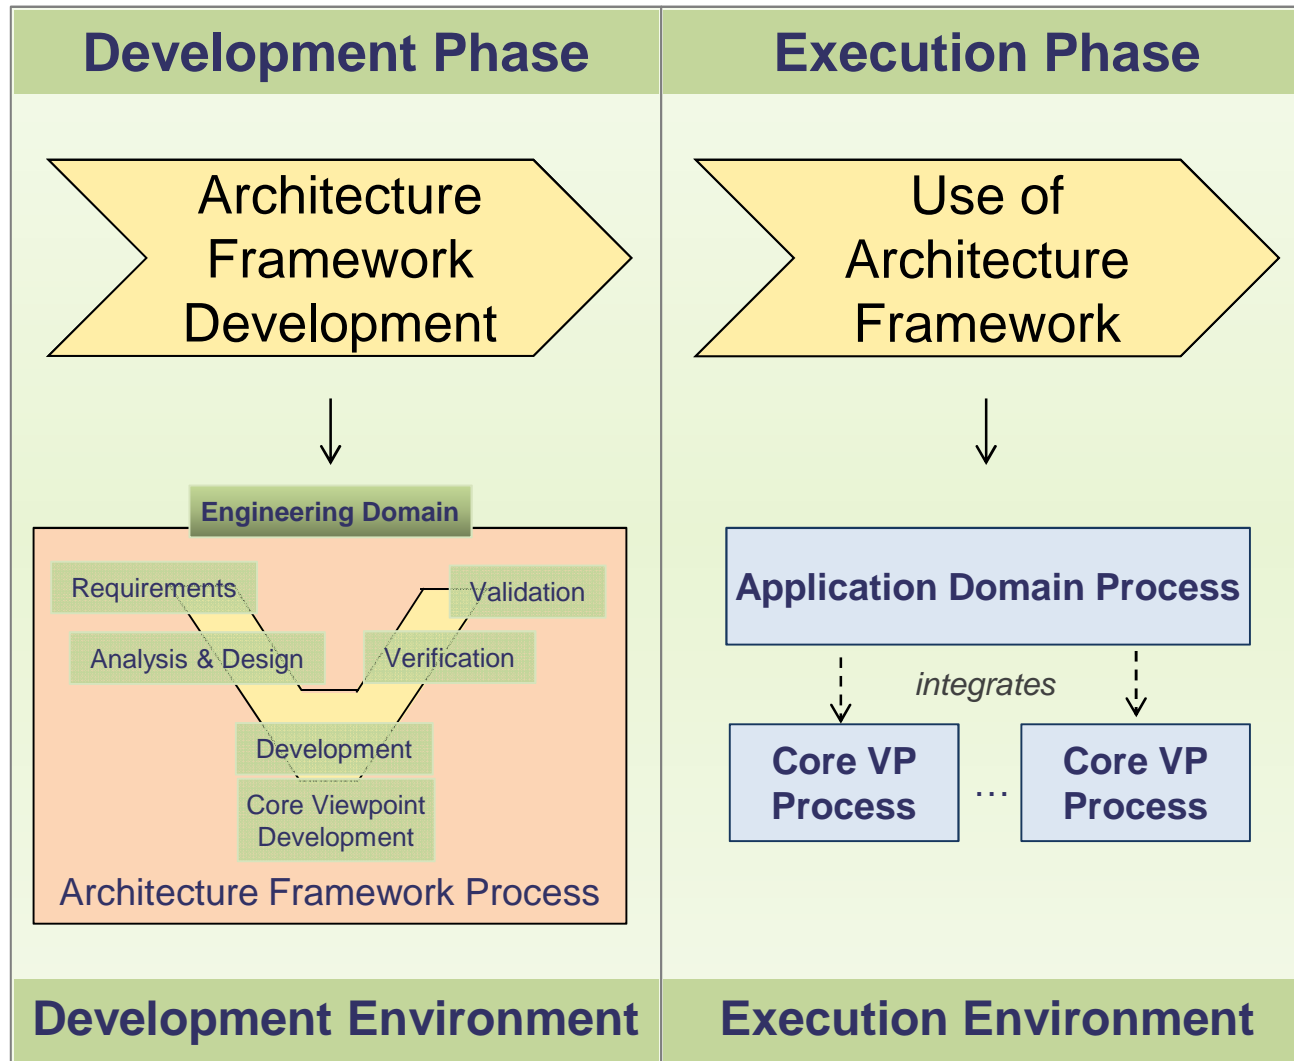 Development Phase
Execution Phase
Architecture
Framework
Development
Use of
Architecture
Framework
Engineering Domain
Requirements
Validation
Analysis & Design
Verification
Development
Core Viewpoint
Development
Architecture Framework Process
Application Domain Process
integrates
Core VP
Process
...
Core VP
Process
Development Environment
Execution Environment